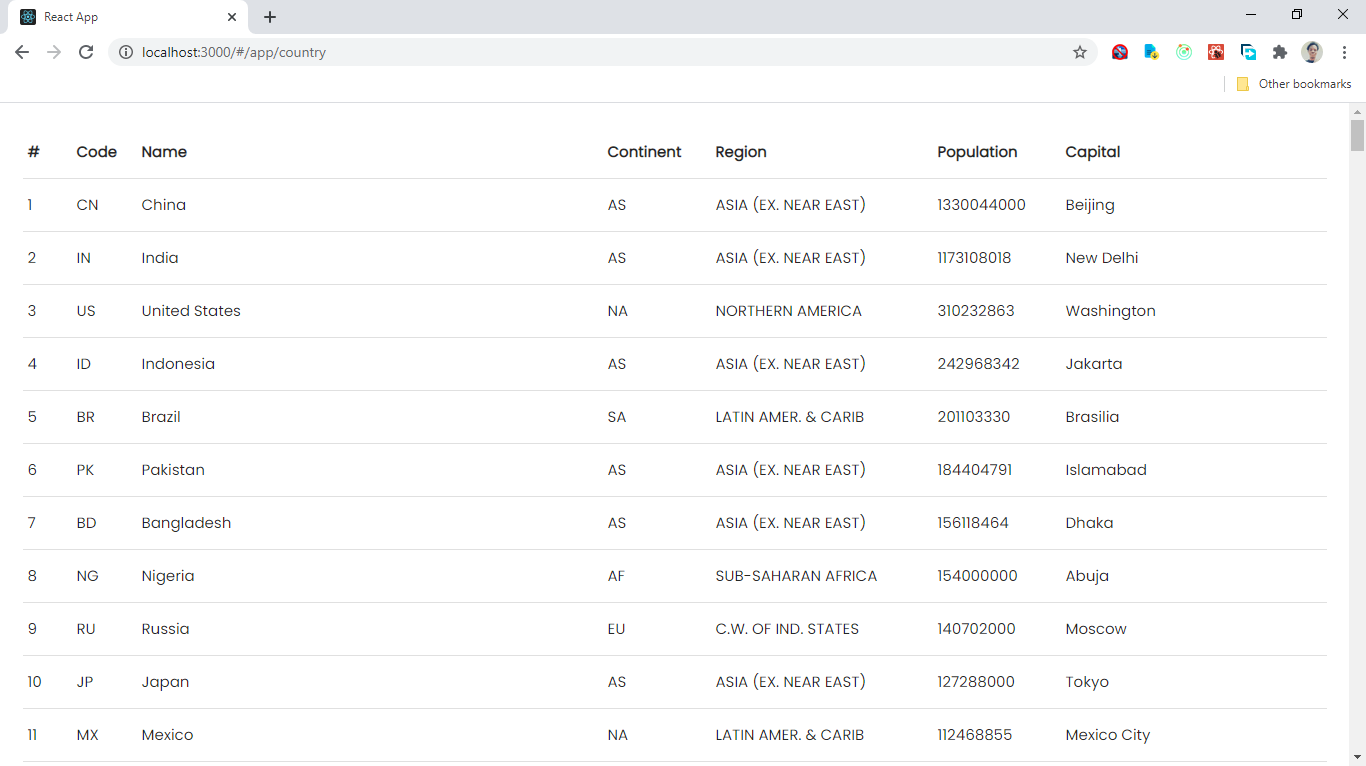 React App
localhost:3000/#/app/country
Other bookmarks
# Code Name Continent Region Population Capital
1 CN China AS ASIA (EX. NEAR EAST) 1330044000 Beijing
2 IN India AS ASIA (EX. NEAR EAST) 1173108018 New Delhi
3 US United States NA NORTHERN AMERICA 310232863 Washington
4 ID Indonesia AS ASIA (EX. NEAR EAST) 242968342 Jakarta
5 BR Brazil SA LATIN AMER. & CARIB 201103330 Brasilia
6 PK Pakistan AS ASIA (EX. NEAR EAST) 184404791 Islamabad
7 BD Bangladesh AS ASIA (EX. NEAR EAST) 156118464 Dhaka
8 NG Nigeria AF SUB-SAHARAN AFRICA 154000000 Abuja
9 RU Russia EU C.W. OF IND. STATES 140702000 Moscow
10 JP Japan AS ASIA (EX. NEAR EAST) 127288000 Tokyo
11 MX Mexico NA LATIN AMER. & CARIB 112468855 Mexico City